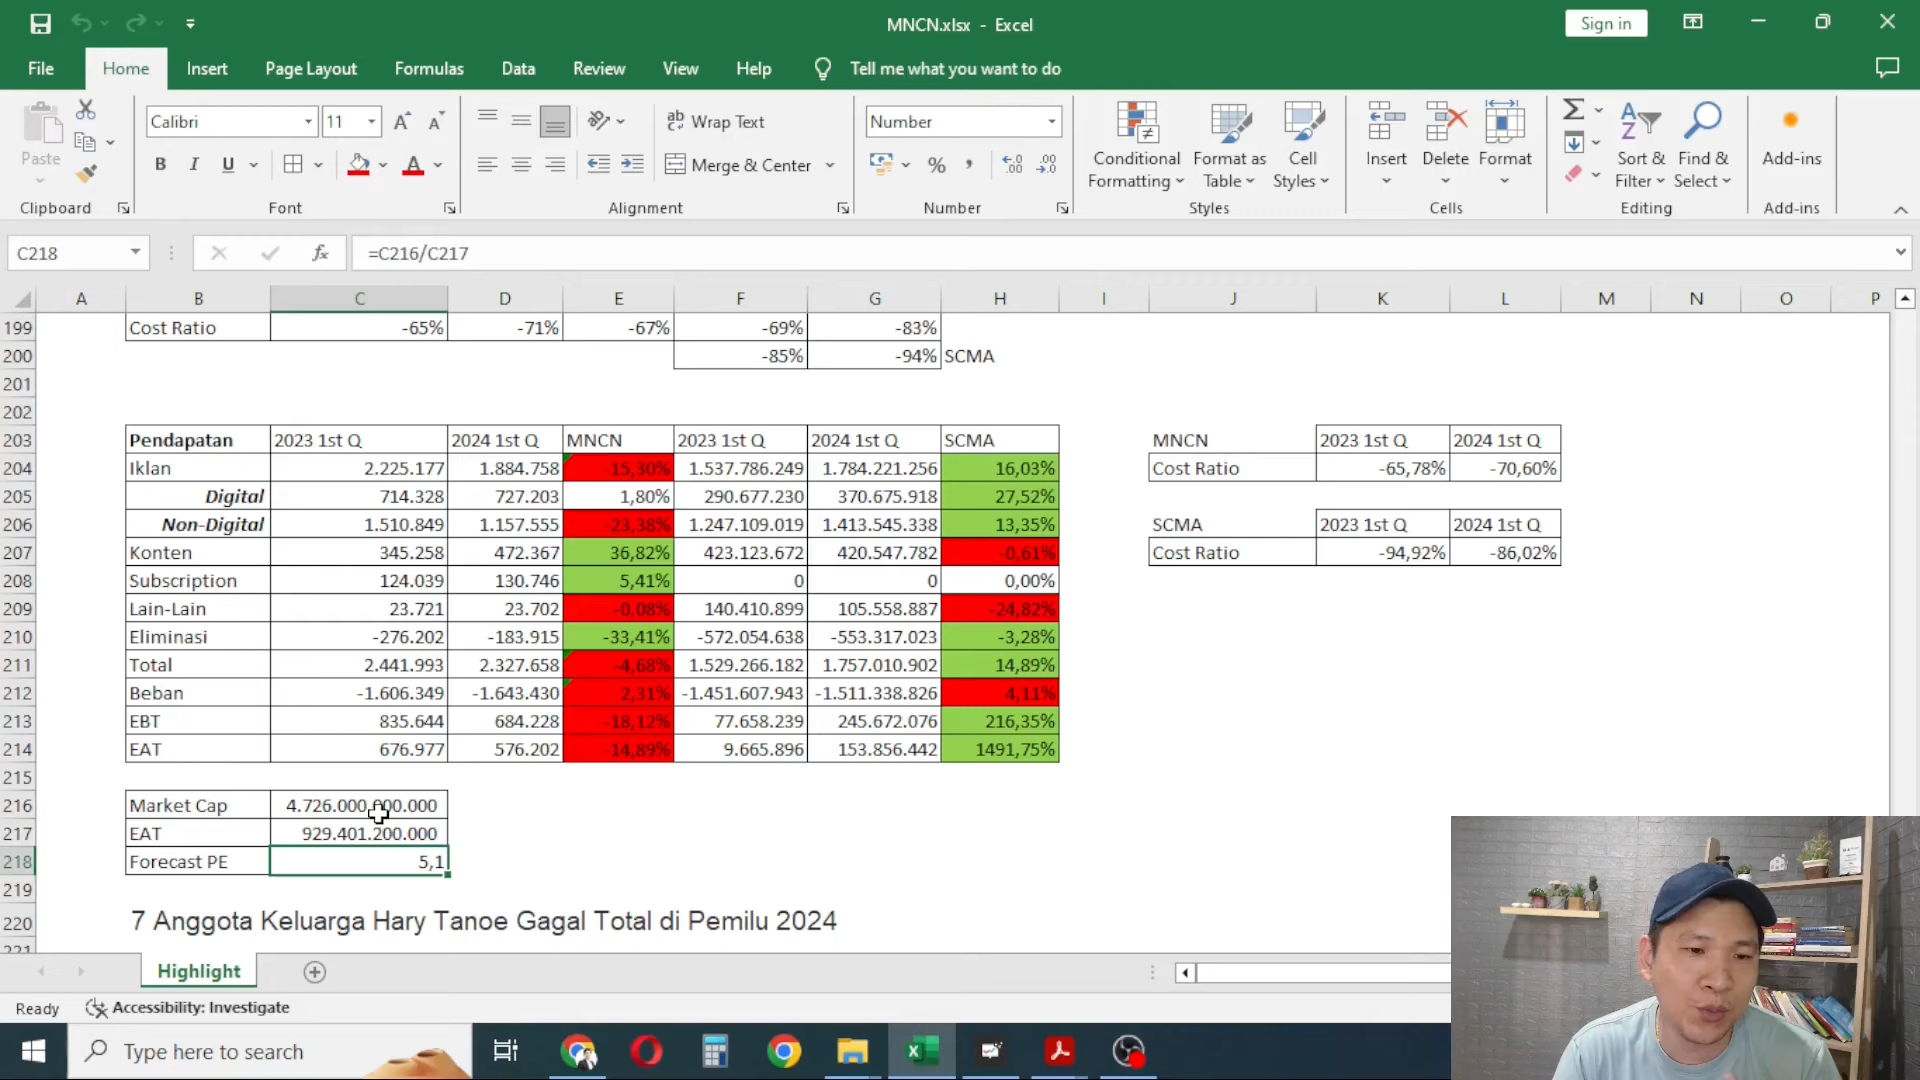 MNCN.xlsx - Excel
Sign in
File Home Insert Page Layout Formulas Data Review View Help Tell me what you want to do
Paste
Clipboard
Calibri 11
B I U
Font
Wrap Text
Merge & Center
Alignment
Number
Number
Conditional Formatting
Format as Table
Cell Styles
Styles
Insert Delete Format
Cells
Sort & Filter
Find & Select
Editing
Add-ins
Add-ins
C218 fx =C216/C217
A B C D E F G H I J K L M N O P
199 Cost Ratio -65% -71% -67% -69% -83%
200 -85% -94% SCMA
201
202
203 Pendapatan 2023 1st Q 2024 1st Q MNCN 2023 1st Q 2024 1st Q SCMA MNCN 2023 1st Q 2024 1st Q
204 Iklan 2.225.177 1.884.758 -15,30% 1.537.786.249 1.784.221.256 16,03% Cost Ratio -65,78% -70,60%
205 Digital 714.328 727.203 1,80% 290.677.230 370.675.918 27,52%
206 Non-Digital 1.510.849 1.157.555 -23,38% 1.247.109.019 1.413.545.338 13,35% SCMA 2023 1st Q 2024 1st Q
207 Konten 345.258 472.367 36,82% 423.123.672 420.547.782 -0,61% Cost Ratio -94,92% -86,02%
208 Subscription 124.039 130.746 5,41% 0 0 0,00%
209 Lain-Lain 23.721 23.702 -0,08% 140.410.899 105.558.887 -24,82%
210 Eliminasi -276.202 -183.915 -33,41% -572.054.638 -553.317.023 -3,28%
211 Total 2.441.993 2.327.658 -4,68% 1.529.266.182 1.757.010.902 14,89%
212 Beban -1.606.349 -1.643.430 2,31% -1.451.607.943 -1.511.338.826 4,11%
213 EBT 835.644 684.228 -18,12% 77.658.239 245.672.076 216,35%
214 EAT 676.977 576.202 -14,89% 9.665.896 153.856.442 1491,75%
215
216 Market Cap 4.726.000.000.000
217 EAT 929.401.200.000
218 Forecast PE 5,1
219
220 7 Anggota Keluarga Hary Tanoe Gagal Total di Pemilu 2024
221
Highlight
Ready Accessibility: Investigate
Type here to search